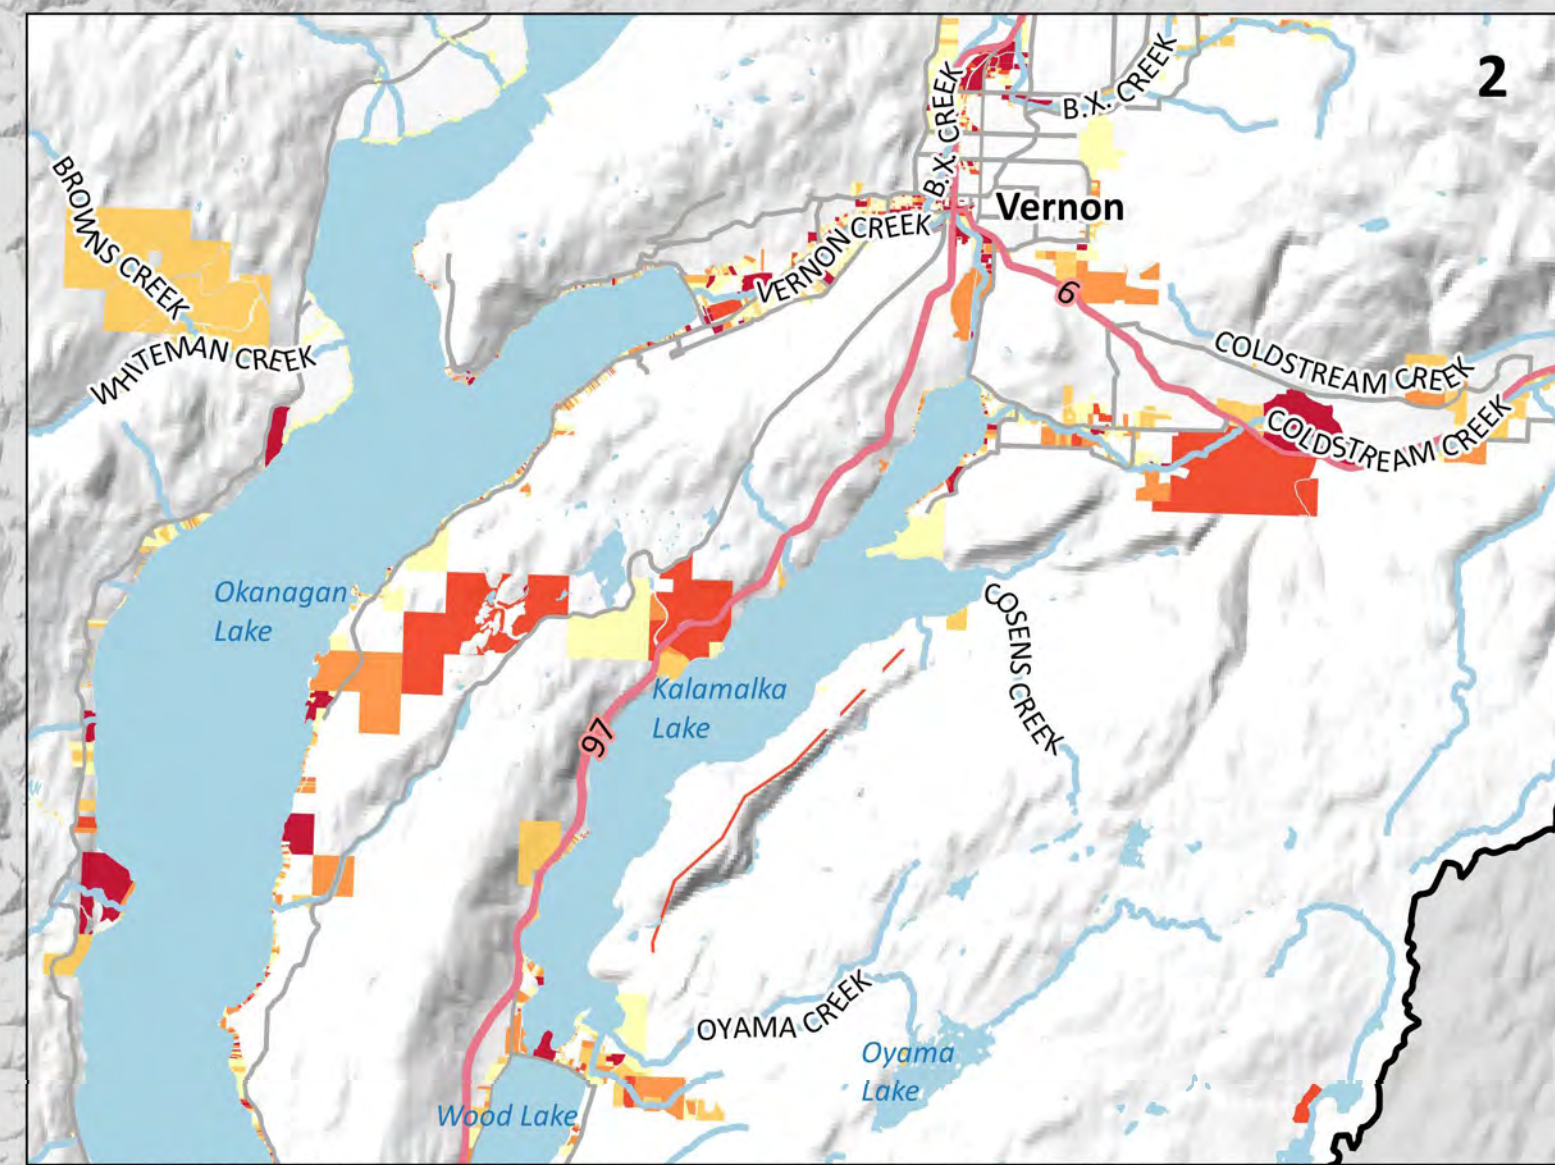 2
B.X. CREEK
B.X. CREEK
BROWNS CREEK
Vernon
VERNON CREEK
6
WHITEMAN CREEK
COLDSTREAM CREEK
COLDSTREAM CREEK
Okanagan
Lake
COSENS CREEK
Kalamalka
Lake
97
OYAMA CREEK
Oyama
Lake
Wood Lake